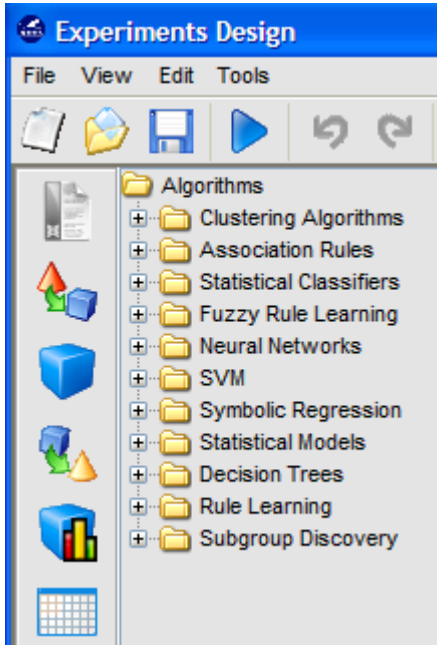 Experiments Design
File View Edit Tools
Algorithms
Clustering Algorithms
Association Rules
Statistical Classifiers
Fuzzy Rule Learning
Neural Networks
SVM
Symbolic Regression
Statistical Models
Decision Trees
Rule Learning
Subgroup Discovery